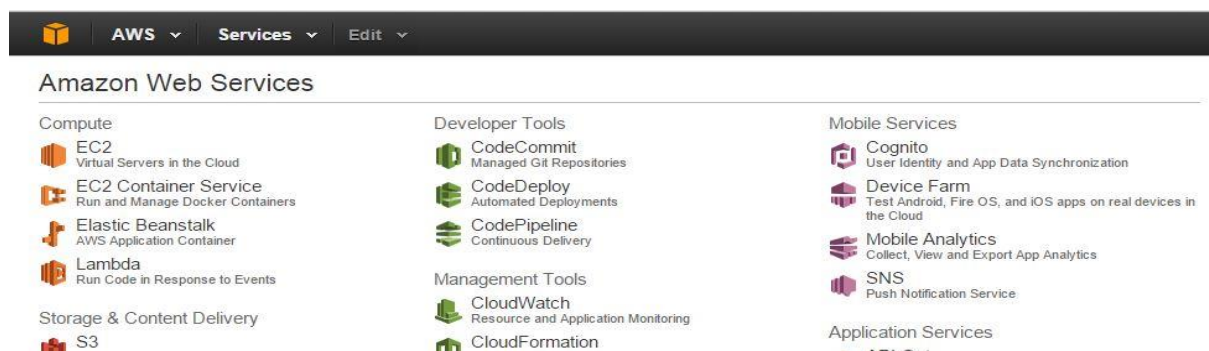 AWS Services Edit
Amazon Web Services
Compute
EC2
Virtual Servers in the Cloud
EC2 Container Service
Run and Manage Docker Containers
Elastic Beanstalk
AWS Application Container
Lambda
Run Code in Response to Events
Storage & Content Delivery
S3
Developer Tools
CodeCommit
Managed Git Repositories
CodeDeploy
Automated Deployments
CodePipeline
Continuous Delivery
Management Tools
CloudWatch
Resource and Application Monitoring
CloudFormation
Mobile Services
Cognito
User Identity and App Data Synchronization
Device Farm
Test Android, Fire OS, and iOS apps on real devices in
the Cloud
Mobile Analytics
Collect, View and Export App Analytics
SNS
Push Notification Service
Application Services